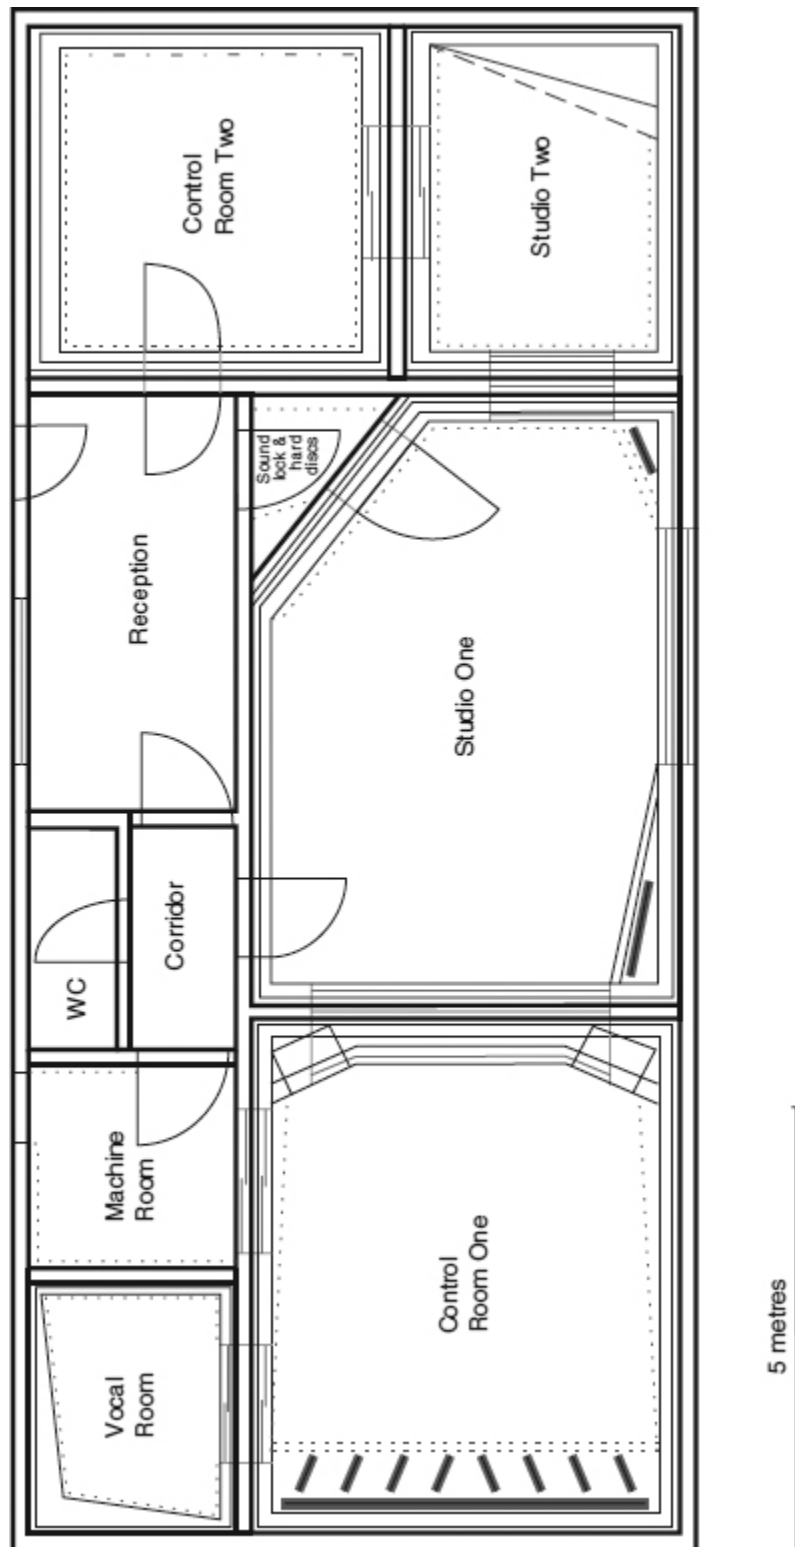 Control
Room Two
Studio Two
Sound
lock &
hard
discs
Reception
Studio One
Corridor
WC
Machine
Room
Control
Room One
Vocal
Room
5 metres